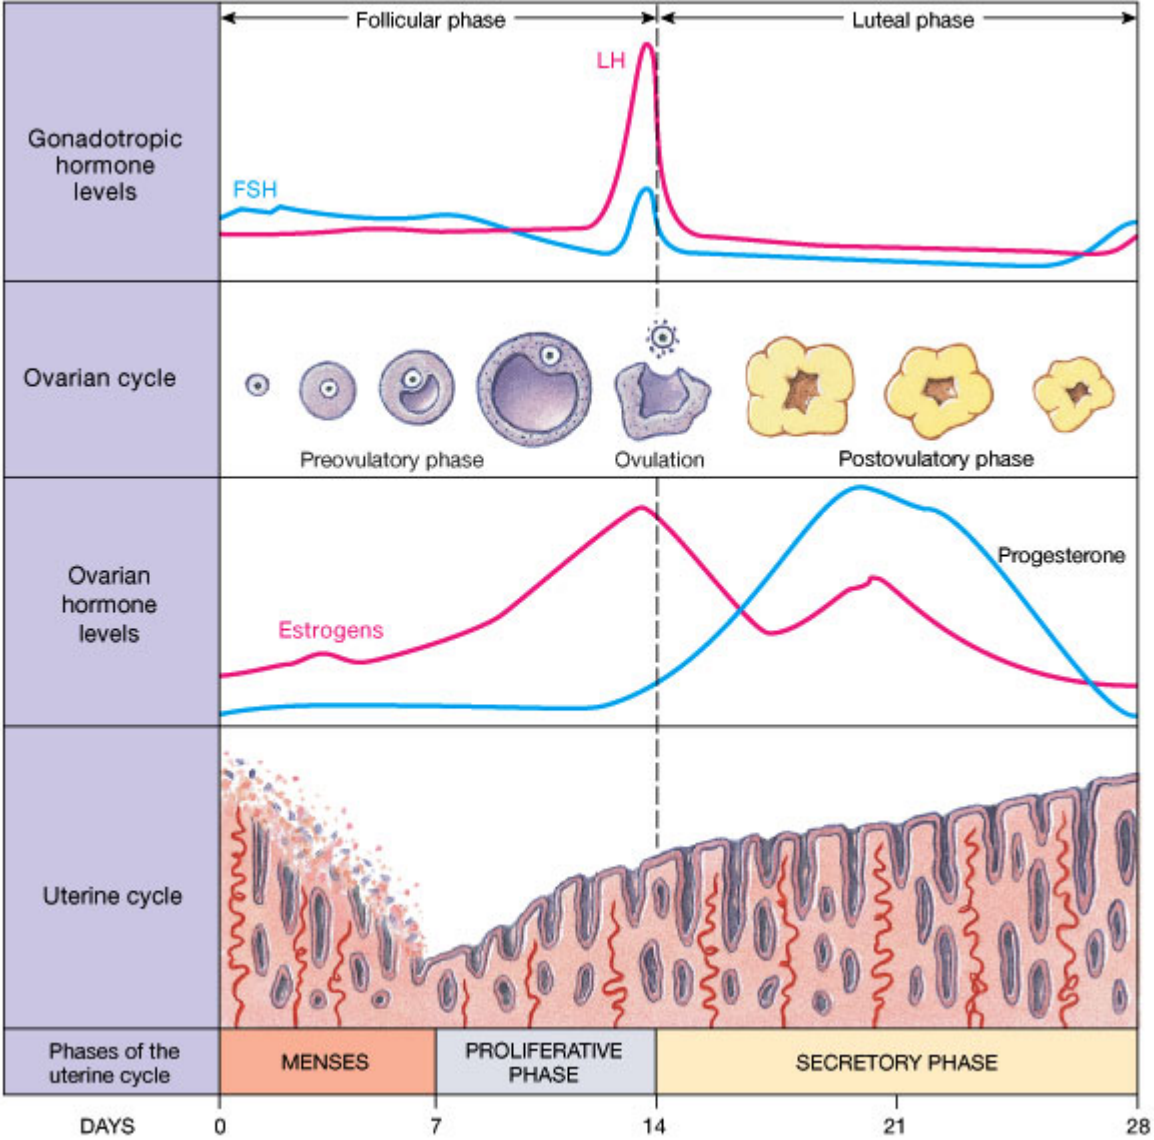 Follicular phase
Luteal phase
LH
Gonadotropic
hormone
levels
FSH
Ovarian cycle
Preovulatory phase
Ovulation
Postovulatory phase
Ovarian
hormone
levels
Estrogens
Progesterone
Uterine cycle
Phases of the
uterine cycle
MENSES
PROLIFERATIVE
PHASE
SECRETORY PHASE
DAYS
0
7
14
21
28